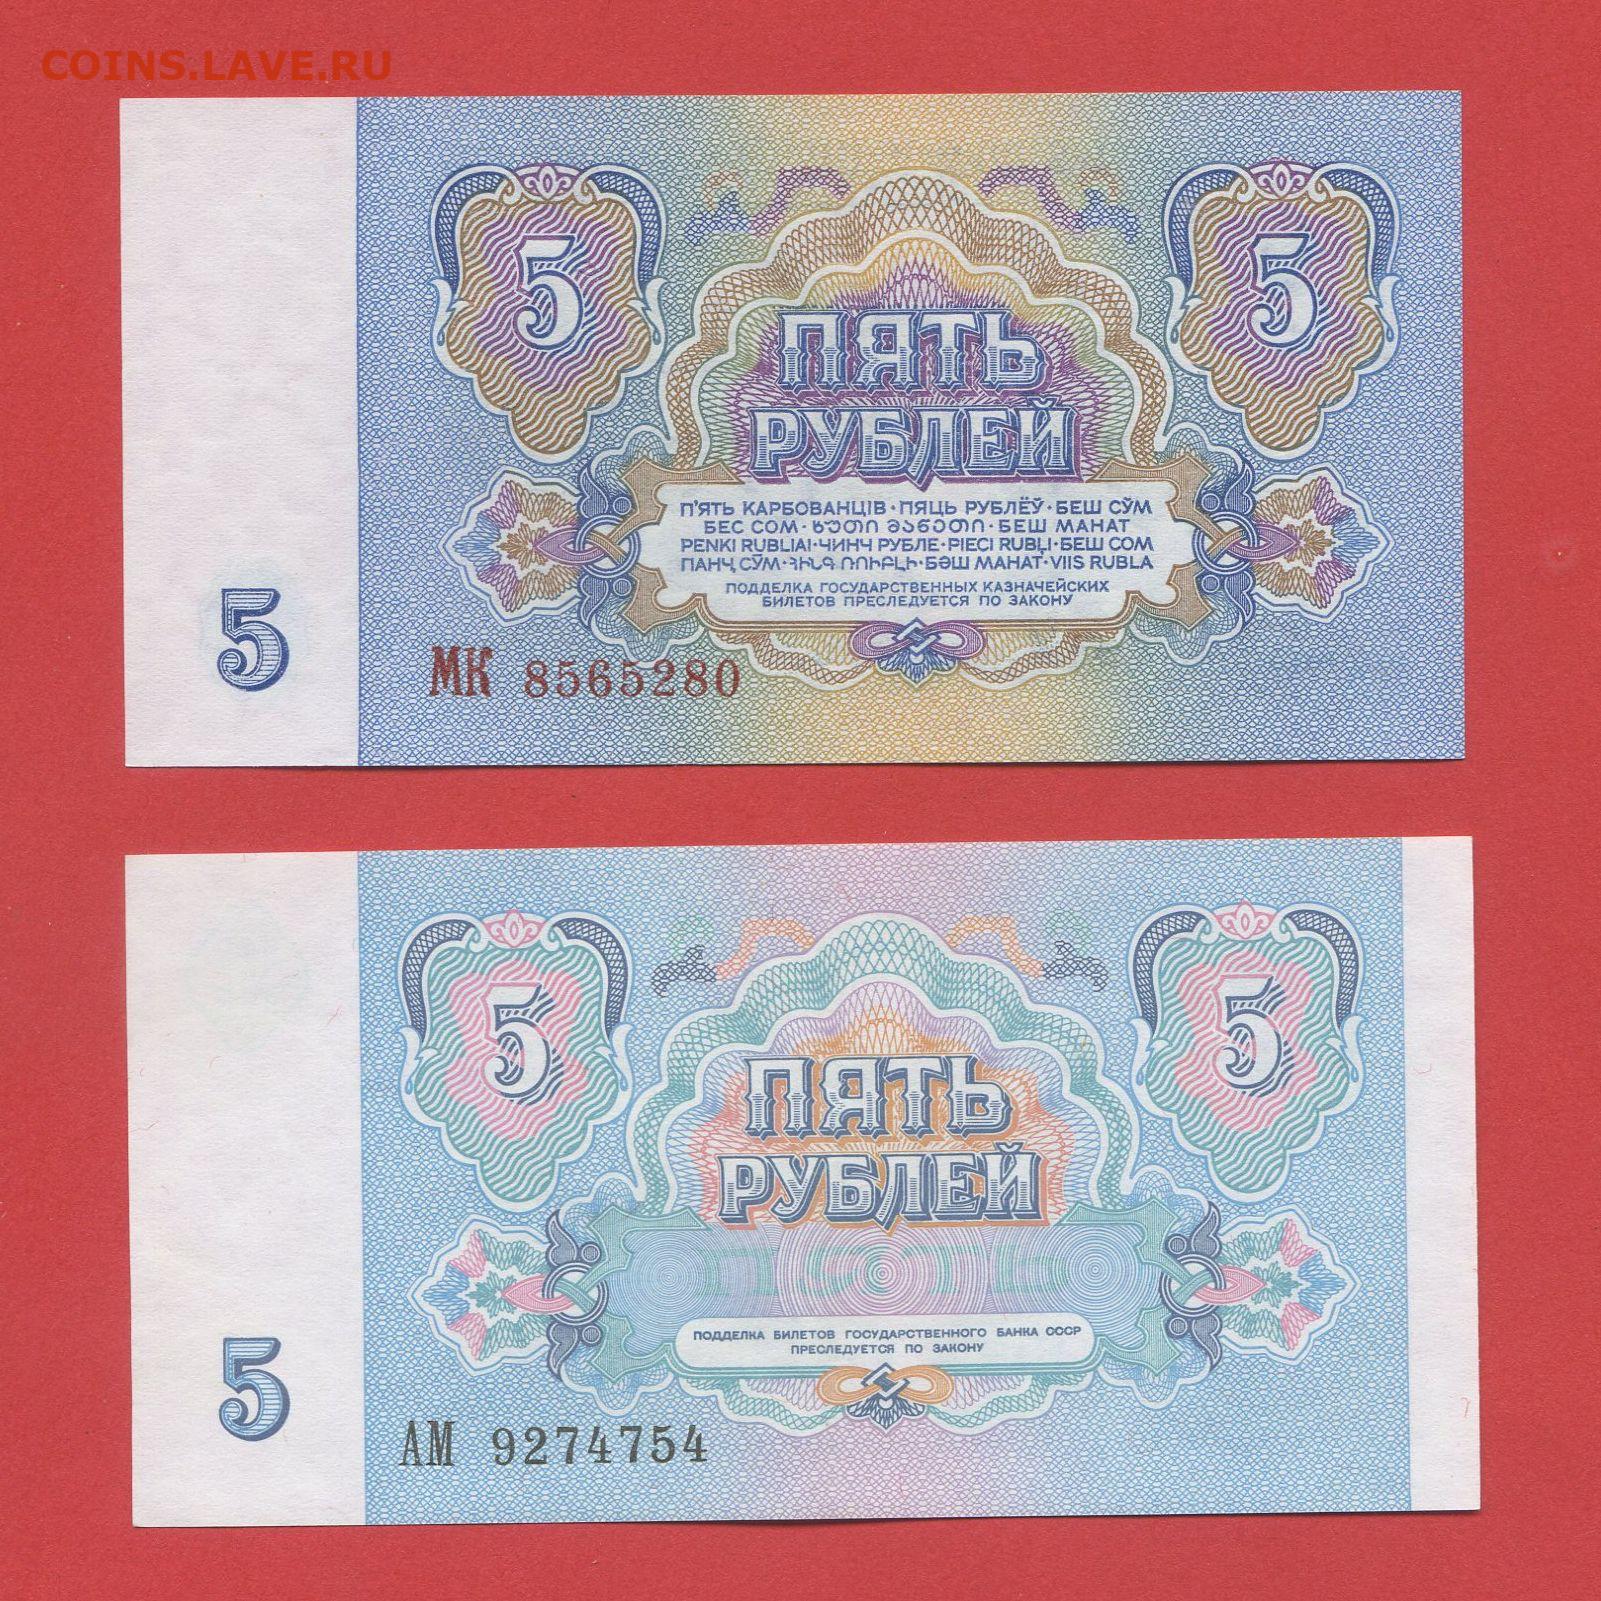 COINS.LAVE.RU
5
5
ПЯТЬ
РУБЛЕЙ
П'ЯТЬ КАРБОВАНЦІВ · ПЯЦЬ РУБЛЁЎ · БЕШ СЎМ
БЕС СОМ · ᲮᲣᲗᲘ ᲛᲐᲜᲔᲗᲘ · БЕШ МАНАТ
PENKI RUBLIAI · ЧИНЧ РУБЛЕ · PIECI RUBĻI · БЕШ СОМ
ПАНҶ СЎМ · ՀԻՆԳ ՌՈՒԲԼԻ · БӘШ МАНАТ · VIIS RUBLA
ПОДДЕЛКА ГОСУДАРСТВЕННЫХ КАЗНАЧЕЙСКИХ
БИЛЕТОВ ПРЕСЛЕДУЕТСЯ ПО ЗАКОНУ
5
МК 8565280
5
5
ПЯТЬ
РУБЛЕЙ
ПЯТЬ
ПОДДЕЛКА БИЛЕТОВ ГОСУДАРСТВЕННОГО БАНКА СССР
ПРЕСЛЕДУЕТСЯ ПО ЗАКОНУ
5
АМ 9274754